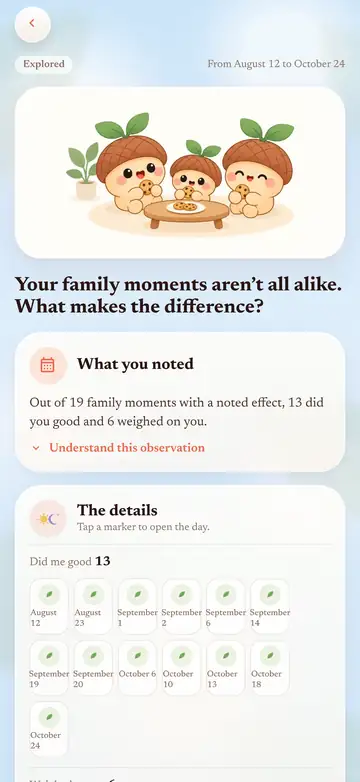 Explored
From August 12 to October 24
Your family moments aren't all alike.
What makes the difference?
What you noted
Out of 19 family moments with a noted effect, 13 did
you good and 6 weighed on you.
Understand this observation
The details
Tap a marker to open the day.
Did me good 13
August 12
August 23
September 1
September 2
September 6
September 14
September 19
September 20
October 6
October 10
October 13
October 18
October 24